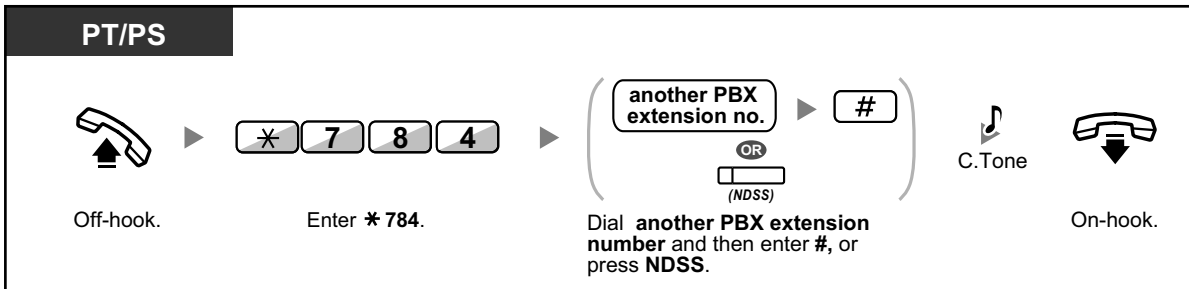 PT/PS
another PBX
extension no.
#
OR
(NDSS)
* 7 8 4
C.Tone
Off-hook.
Enter * 784.
Dial another PBX extension
number and then enter #, or
press NDSS.
On-hook.